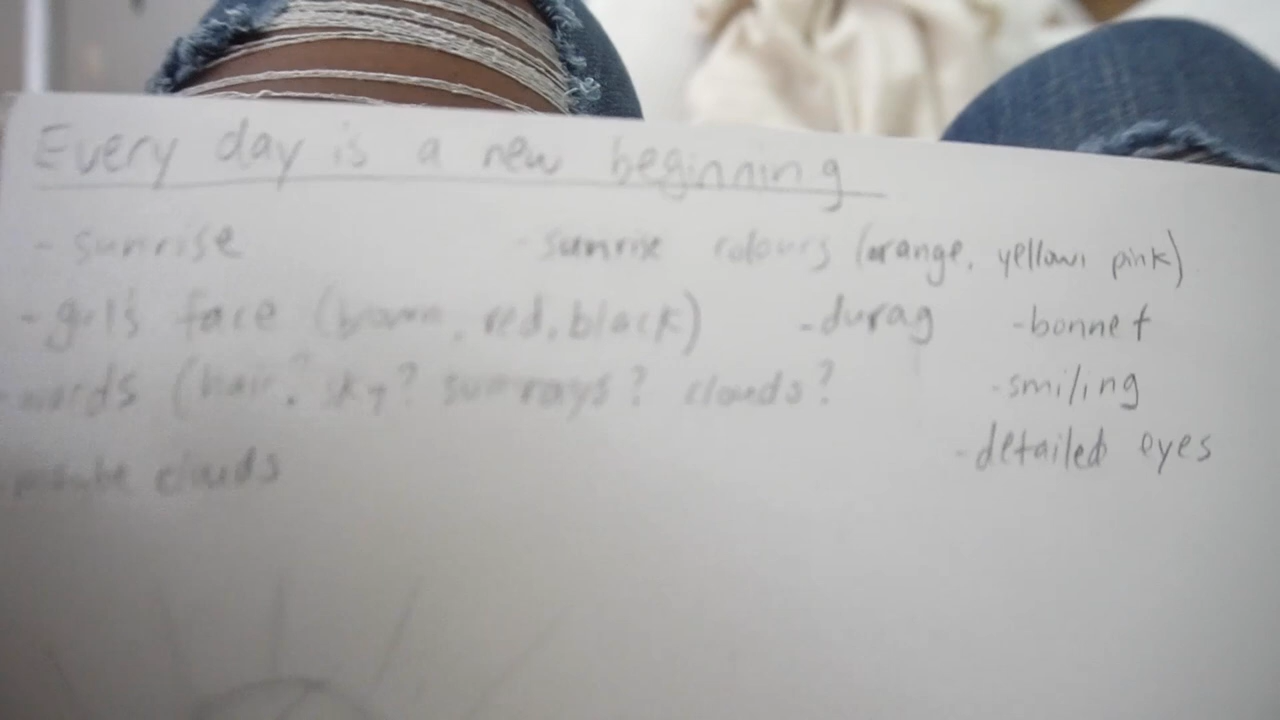 Every day is a new beginning
- sunrise - sunrise colours (orange, yellow, pink)
- girl's face (brown, red, black) - durag - bonnet
- words (hair? sky? sunrays? clouds? - smiling
- detailed eyes
- maybe clouds